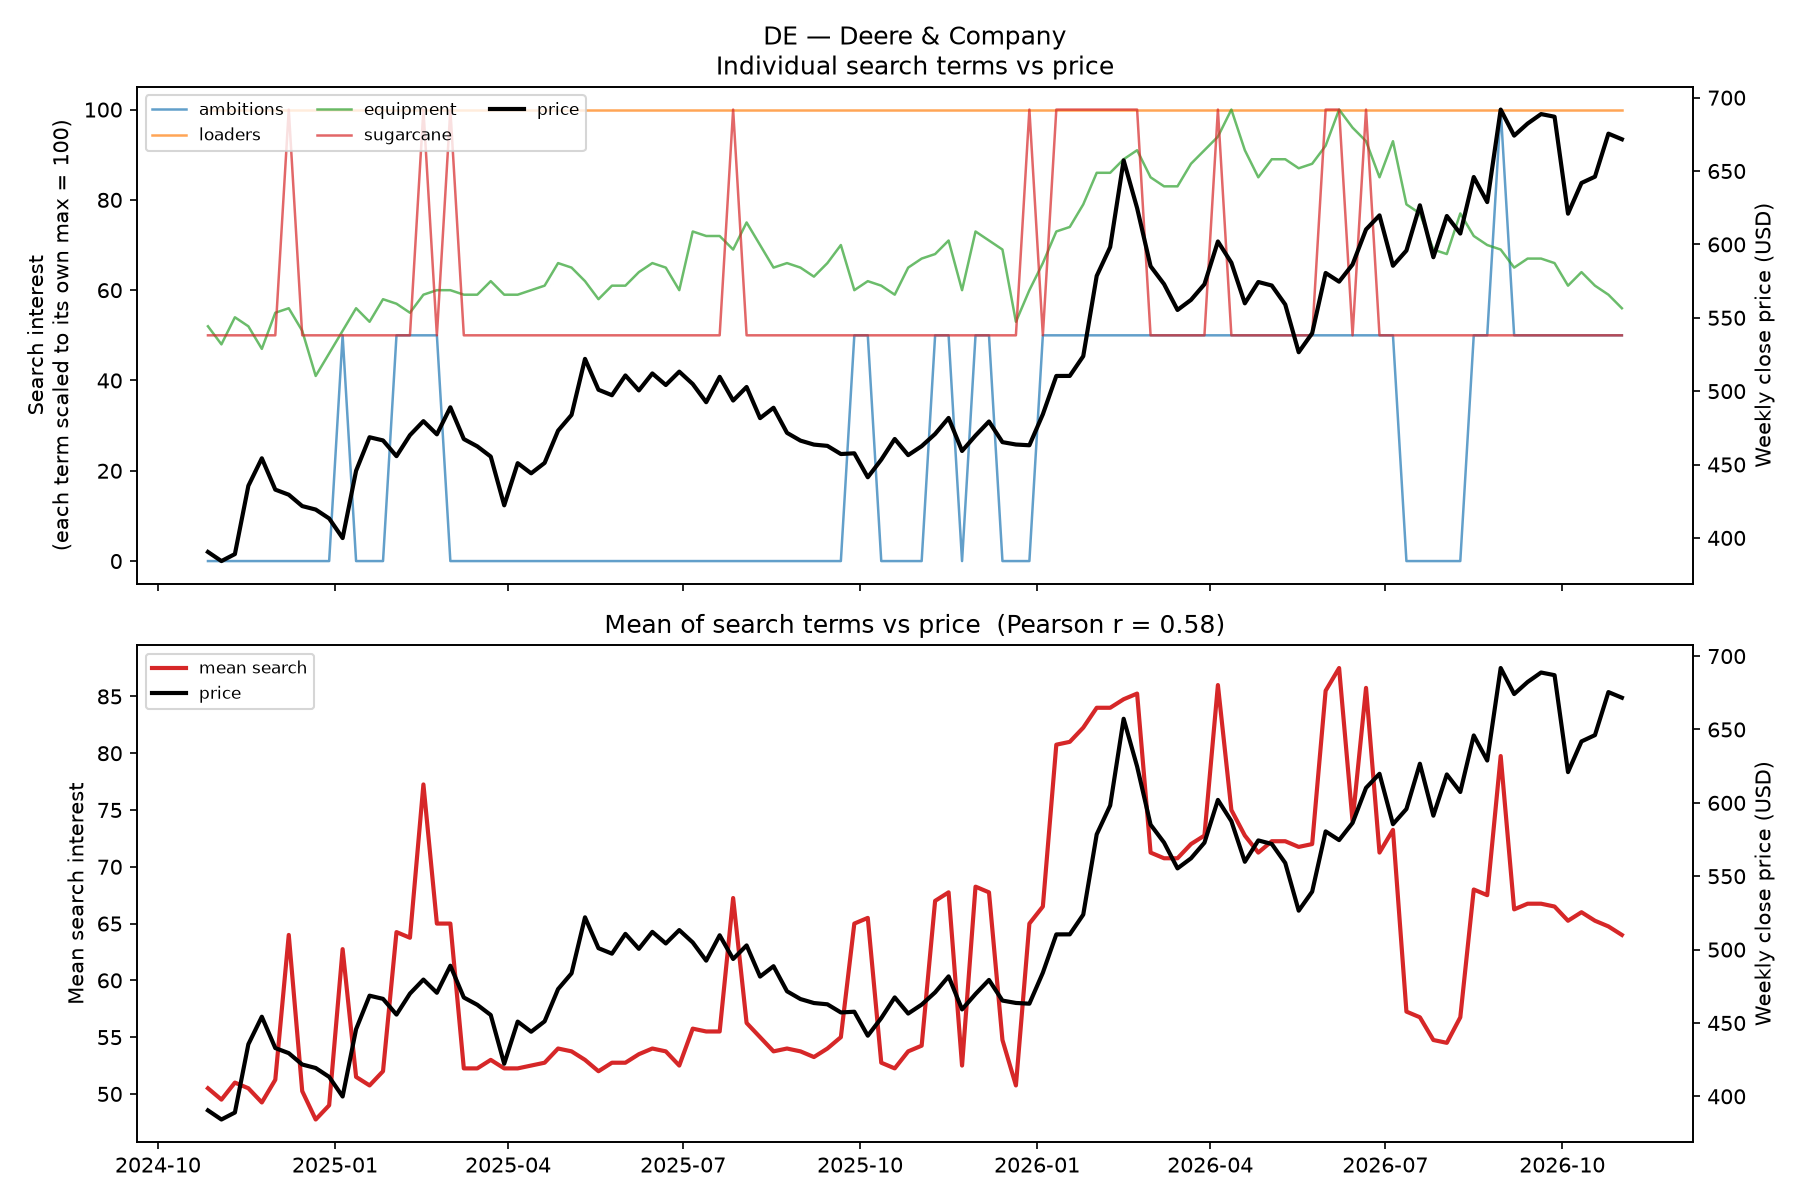 DE — Deere & Company
Individual search terms vs price
ambitions
loaders
equipment
sugarcane
price
Search interest
(each term scaled to its own max = 100)
100
80
60
40
20
0
700
650
600
550
500
450
400
Weekly close price (USD)
Mean of search terms vs price  (Pearson r = 0.58)
mean search
price
Mean search interest
85
80
75
70
65
60
55
50
700
650
600
550
500
450
400
Weekly close price (USD)
2024-10
2025-01
2025-04
2025-07
2025-10
2026-01
2026-04
2026-07
2026-10